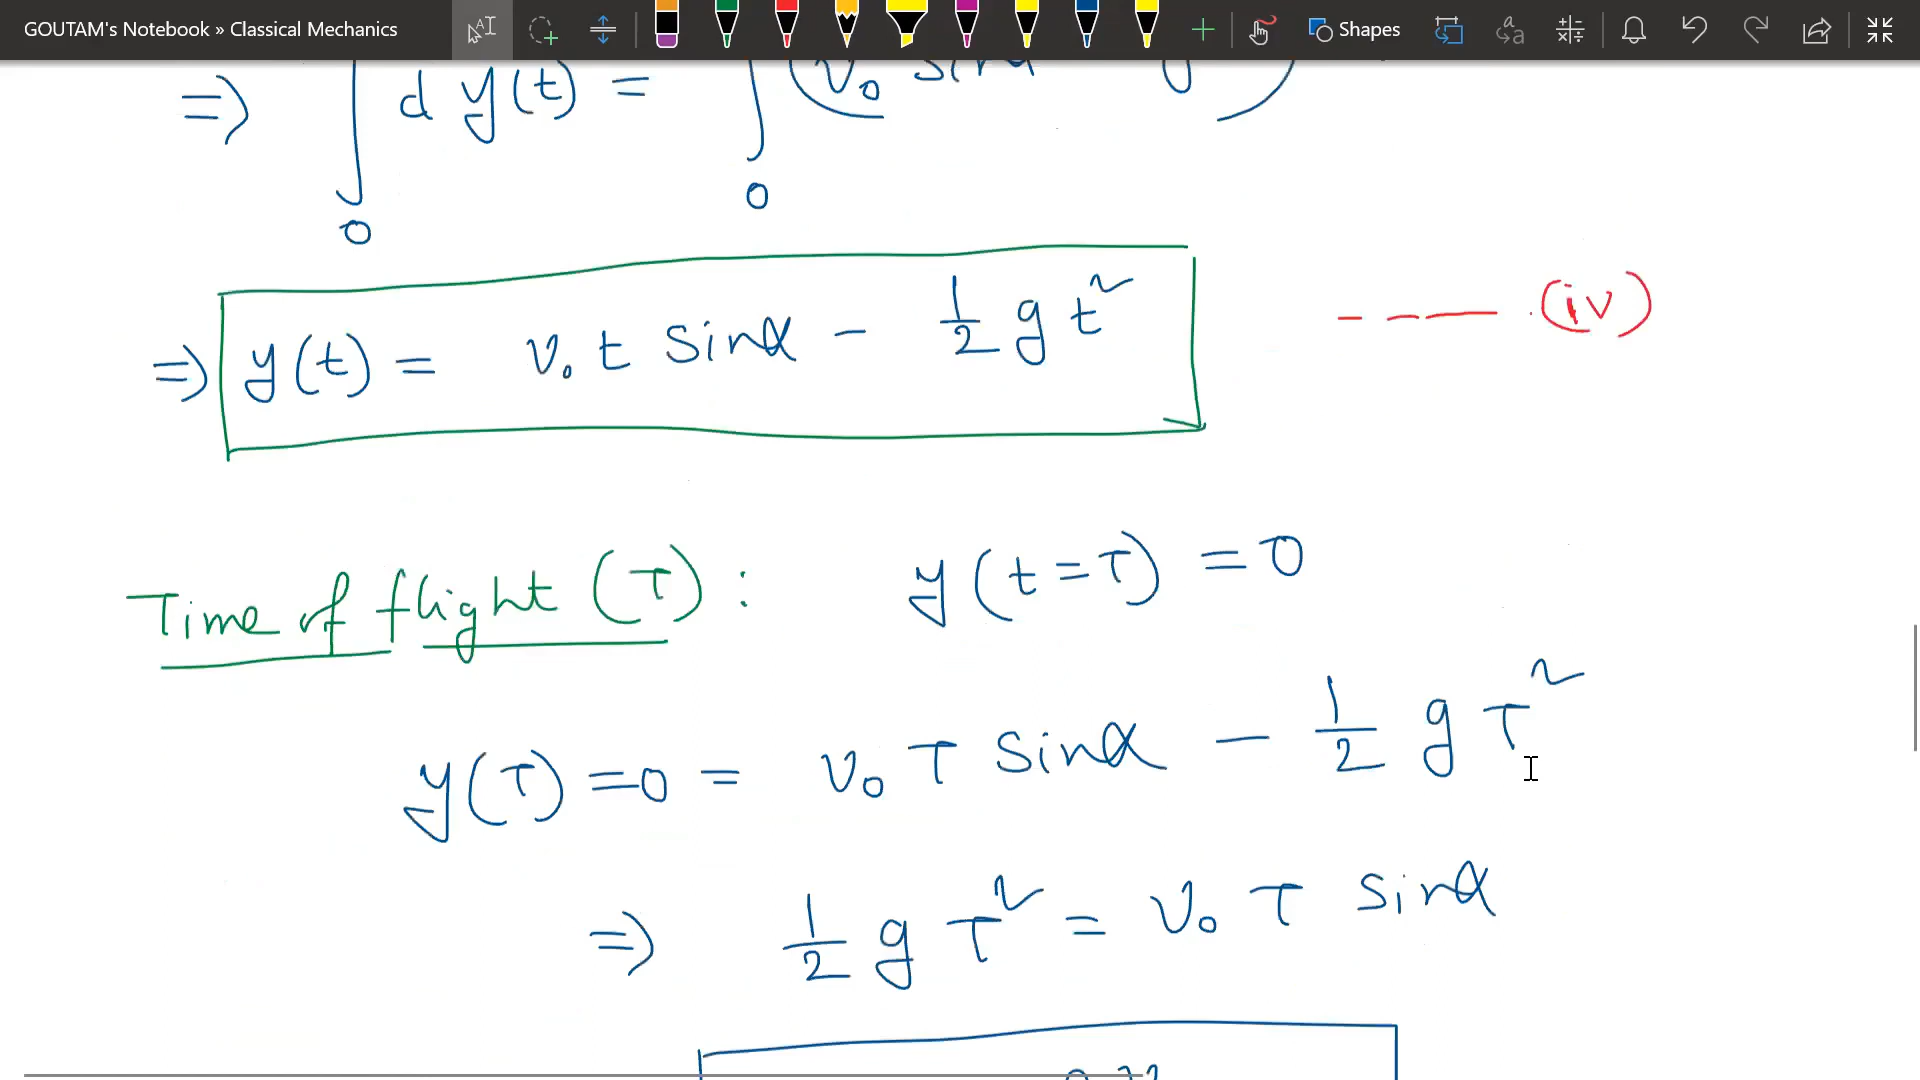 GOUTAM's Notebook » Classical Mechanics
Shapes
=> ∫ d y(t) = ∫ (v₀ sinα
0 0
=> y(t) = v₀ t sinα - 1/2 g t² - - — (iv)
Time of flight (T) : y(t=T) = 0
y(T) = 0 = v₀ T sinα - 1/2 g T²
=> 1/2 g T² = v₀ T sinα